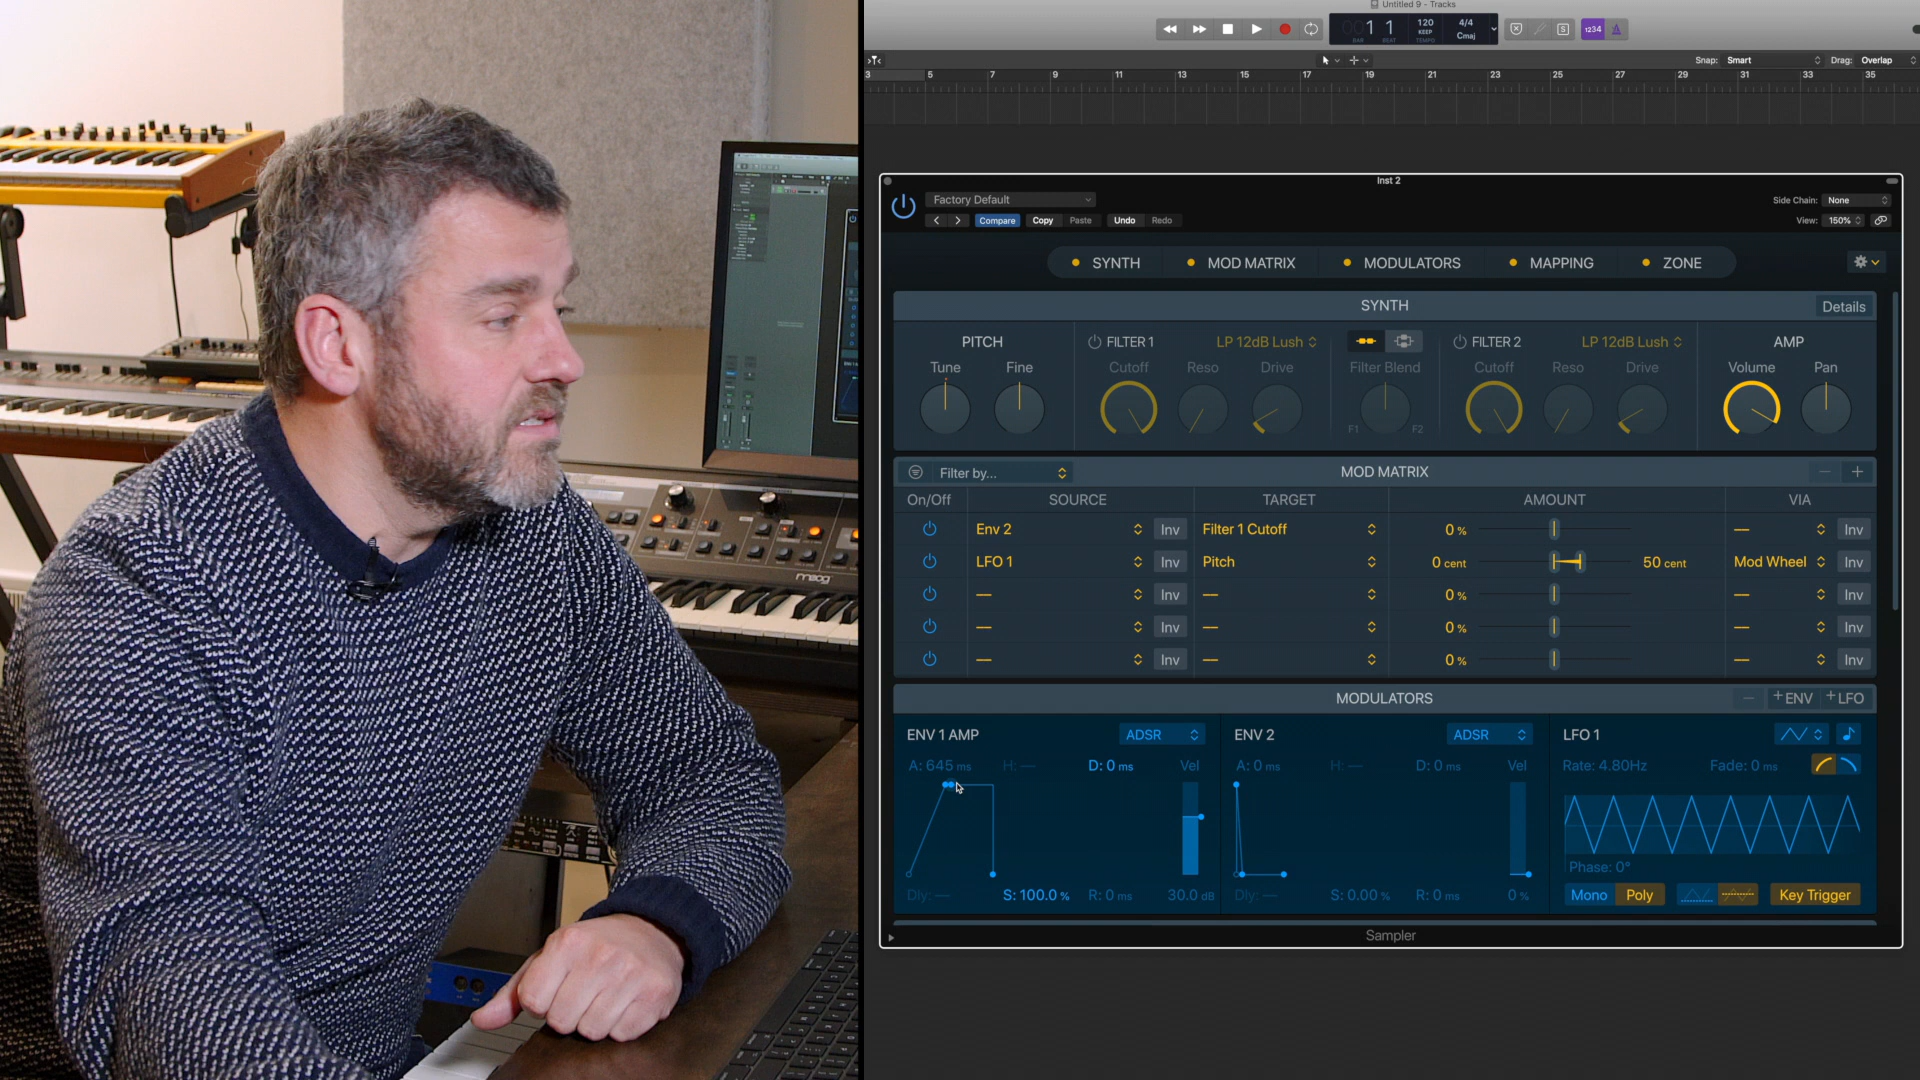 Untitled 9 - Tracks
1 1
BAR BEAT
120
KEEP
TEMPO
4/4
Cmaj
S
1234
Snap: Smart
Drag: Overlap
3 5 7 9 11 13 15 17 19 21 23 25 27 29 31 33 35
Inst 2
Factory Default
Side Chain: None
Compare Copy Paste Undo Redo
View: 150%
SYNTH MOD MATRIX MODULATORS MAPPING ZONE
SYNTH Details
PITCH FILTER 1 LP 12dB Lush FILTER 2 LP 12dB Lush AMP
Tune Fine Cutoff Reso Drive Filter Blend Cutoff Reso Drive Volume Pan
F1 F2
Filter by... MOD MATRIX
On/Off SOURCE TARGET AMOUNT VIA
Env 2 Inv Filter 1 Cutoff 0 % — Inv
LFO 1 Inv Pitch 0 cent 50 cent Mod Wheel Inv
— Inv — 0 % — Inv
— Inv — 0 % — Inv
— Inv — 0 % — Inv
MODULATORS + ENV + LFO
ENV 1 AMP ADSR ENV 2 ADSR LFO 1
A: 645 ms H: — D: 0 ms Vel A: 0 ms H: — D: 0 ms Vel Rate: 4.80Hz Fade: 0 ms
Phase: 0°
Dly: — S: 100.0 % R: 0 ms 30.0 dB Dly: — S: 0.00 % R: 0 ms 0 % Mono Poly Key Trigger
Sampler
moog